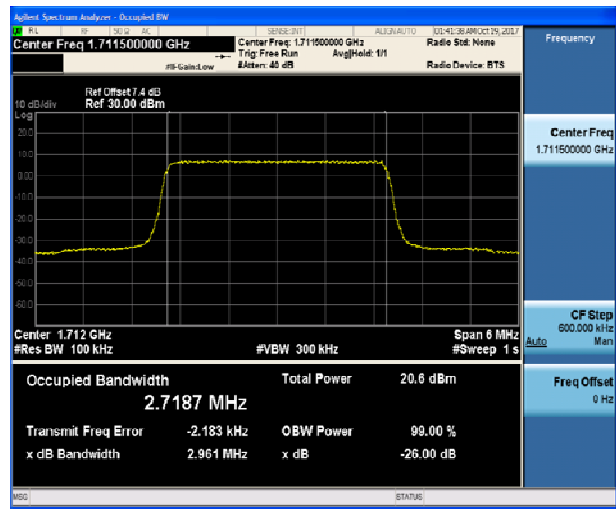 Agilent Spectrum Analyzer - Occupied BW
RL RF 50 Ω AC SENSE:INT ALIGN AUTO 01:41:38 AM Oct 19, 2017
Center Freq 1.711500000 GHz
Center Freq: 1.711500000 GHz
Radio Std: None
Trig: Free Run Avg|Hold: 1/1
#IF-Gain:Low
#Atten: 40 dB
Radio Device: BTS
Frequency
Ref Offset 7.4 dB
10 dB/div Ref 30.00 dBm
Log
20.0
10.0
0.00
-10.0
-20.0
-30.0
-40.0
-50.0
-60.0
Center Freq
1.711500000 GHz
Center 1.712 GHz
Span 6 MHz
#Res BW 100 kHz
#VBW 300 kHz
#Sweep 1 s
CF Step
600.000 kHz
Auto Man
Occupied Bandwidth
2.7187 MHz
Total Power 20.6 dBm
Transmit Freq Error -2.183 kHz
OBW Power 99.00 %
x dB Bandwidth 2.961 MHz
x dB -26.00 dB
Freq Offset
0 Hz
MSG
STATUS